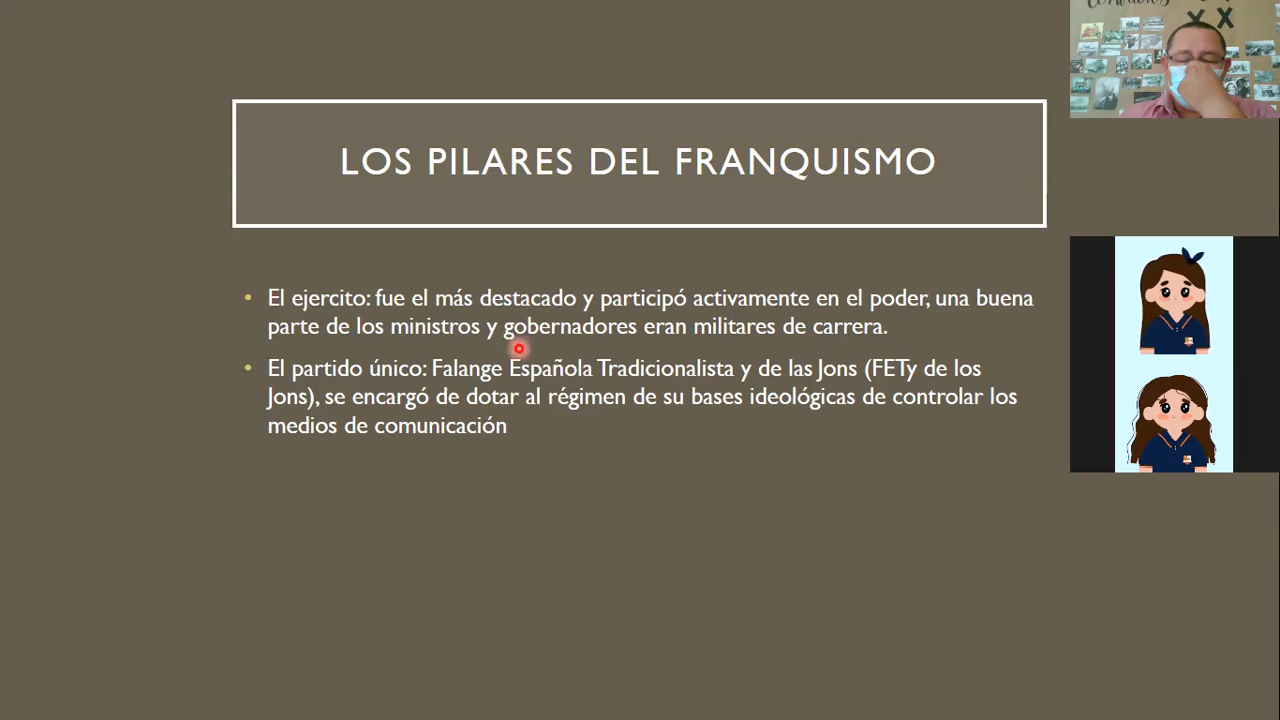 LOS PILARES DEL FRANQUISMO
• El ejercito: fue el más destacado y participó activamente en el poder, una buena
parte de los ministros y gobernadores eran militares de carrera.
• El partido único: Falange Española Tradicionalista y de las Jons (FETy de los
Jons), se encargó de dotar al régimen de su bases ideológicas de controlar los
medios de comunicación